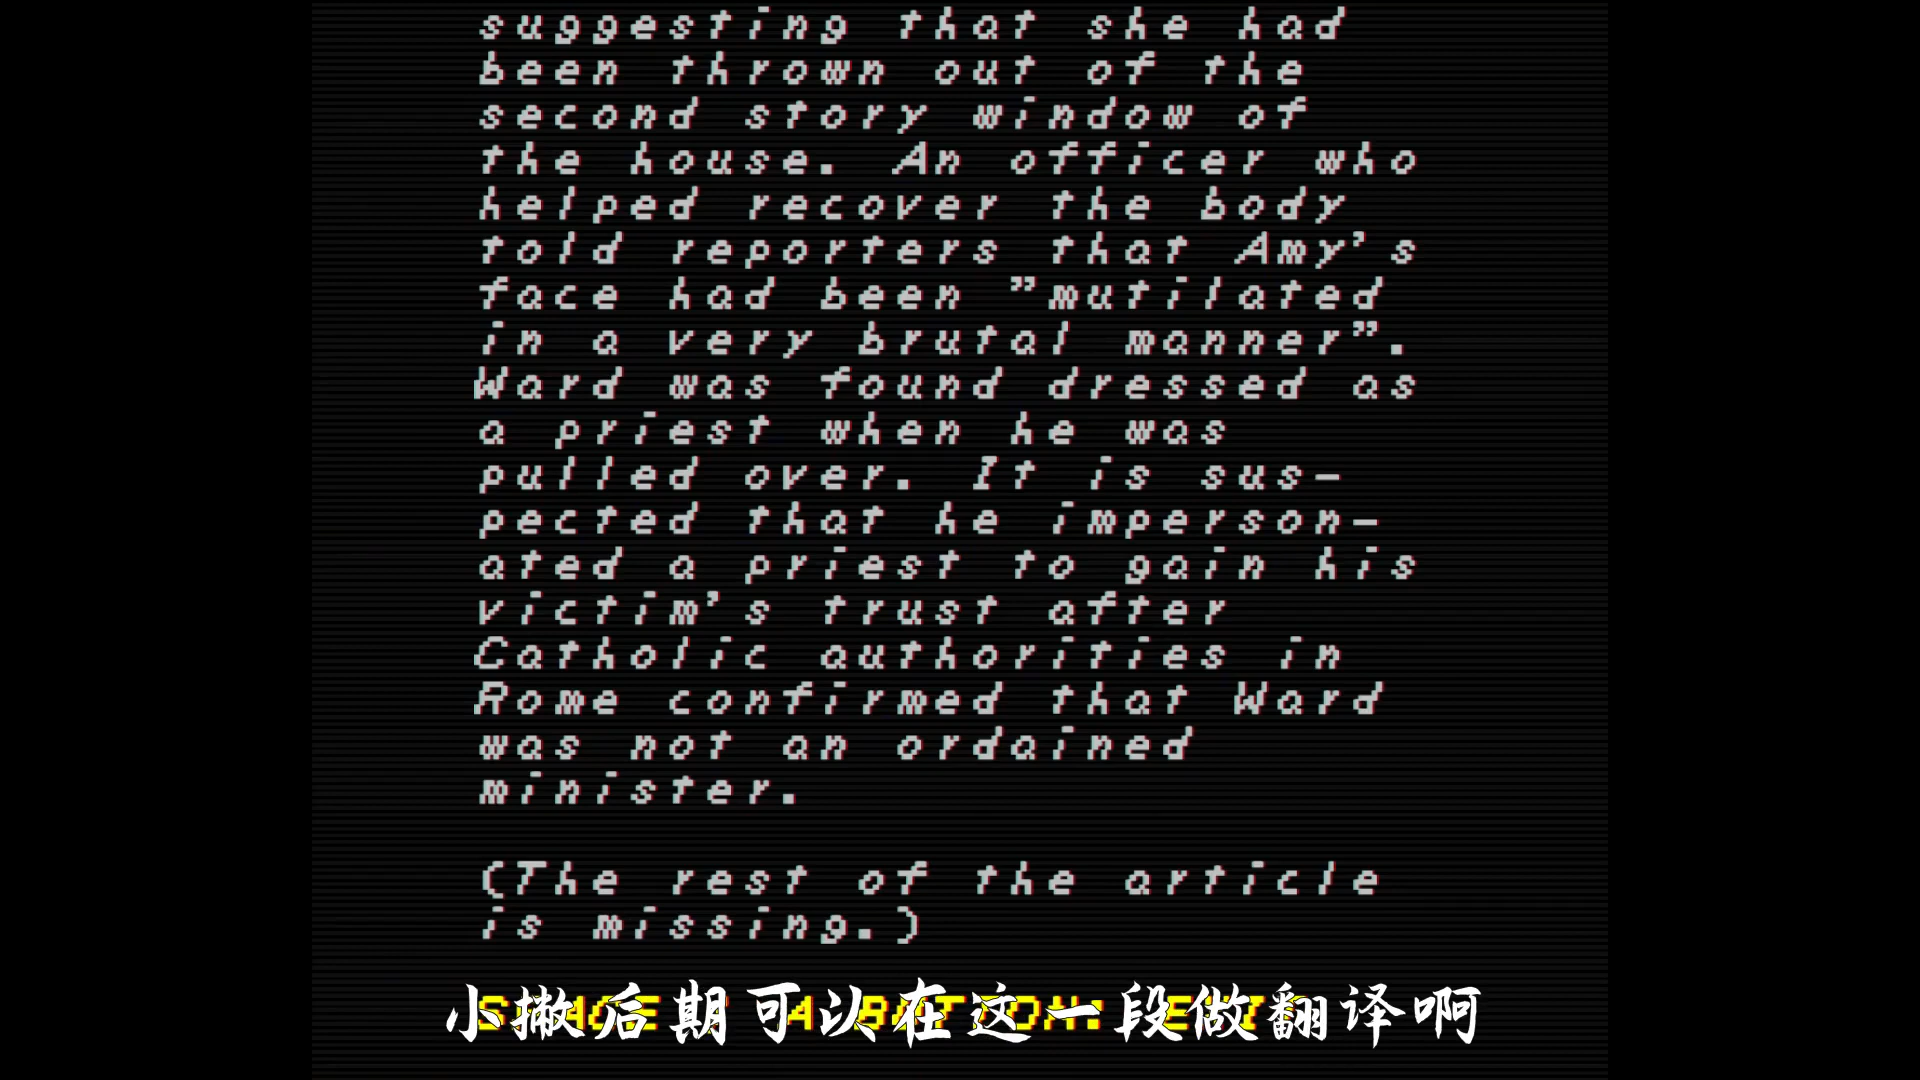 suggesting that she had
been thrown out of the
second story window of
the house. An officer who
helped recover the body
told reporters that Amy's
face had been "mutilated
in a very brutal manner".
Ward was found dressed as
a priest when he was
pulled over. It is sus-
pected that he imperson-
ated a priest to gain his
victim's trust after
Catholic authorities in
Rome confirmed that Ward
was not an ordained
minister.
(The rest of the article
is missing.)
小撇后期可以在这一段做翻译啊